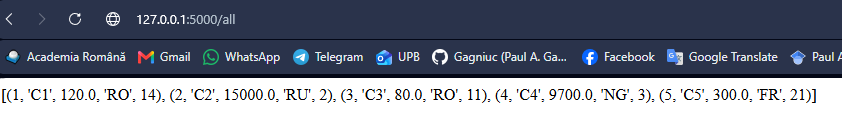 127.0.0.1:5000/all
Academia Română Gmail WhatsApp Telegram UPB Gagniuc (Paul A. Ga... Facebook Google Translate Paul A
[(1, 'C1', 120.0, 'RO', 14), (2, 'C2', 15000.0, 'RU', 2), (3, 'C3', 80.0, 'RO', 11), (4, 'C4', 9700.0, 'NG', 3), (5, 'C5', 300.0, 'FR', 21)]